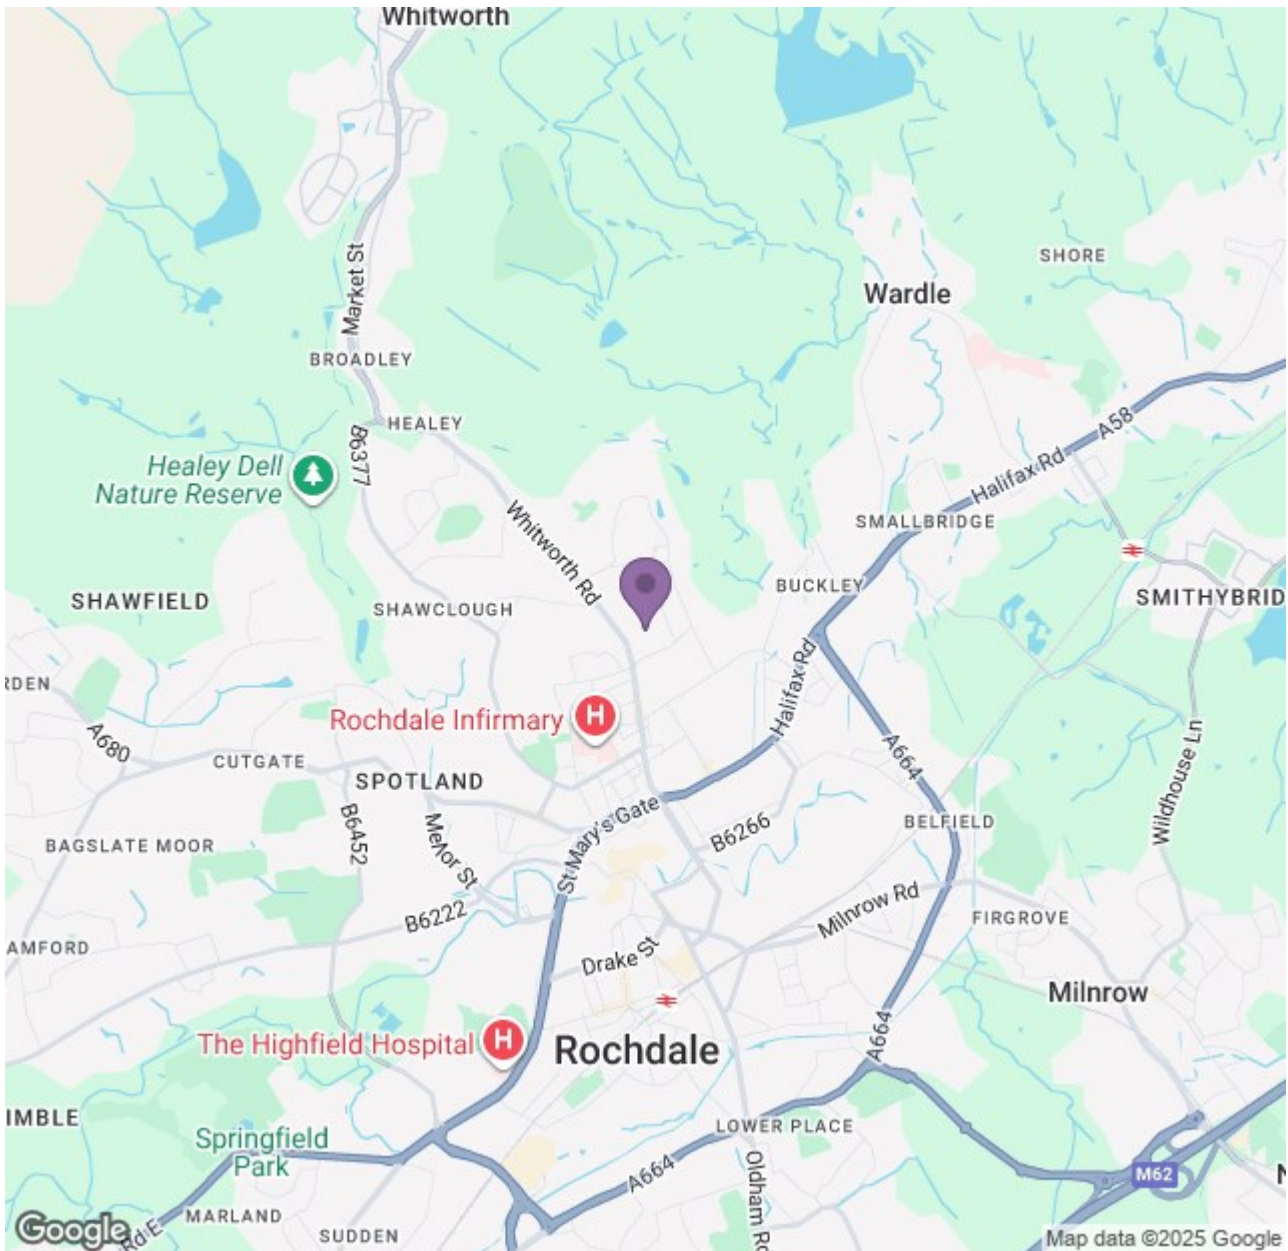 Whitworth
Market St
SHORE
Wardle
BROADLEY
HEALEY
B6377
A58
Halifax Rd
Healey Dell
Nature Reserve
Whitworth Rd
SMALLBRIDGE
BUCKLEY
SHAWFIELD
SHAWCLOUGH
SMITHYBRID
RDEN
Halifax Rd
H
Rochdale Infirmary
A680
CUTGATE
SPOTLAND
A664
Wildhouse Ln
B6452
St Mary's Gate
B6266
BELFIELD
BAGSLATE MOOR
Mellor St
B6222
Milnrow Rd
FIRGROVE
AMFORD
Drake St
Milnrow
H
The Highfield Hospital
Rochdale
A664
IMBLE
Springfield
Park
LOWER PLACE
Oldham Rd
A664
M62
N
MARLAND
SUDDEN
Rd E
Google
Map data ©2025 Google